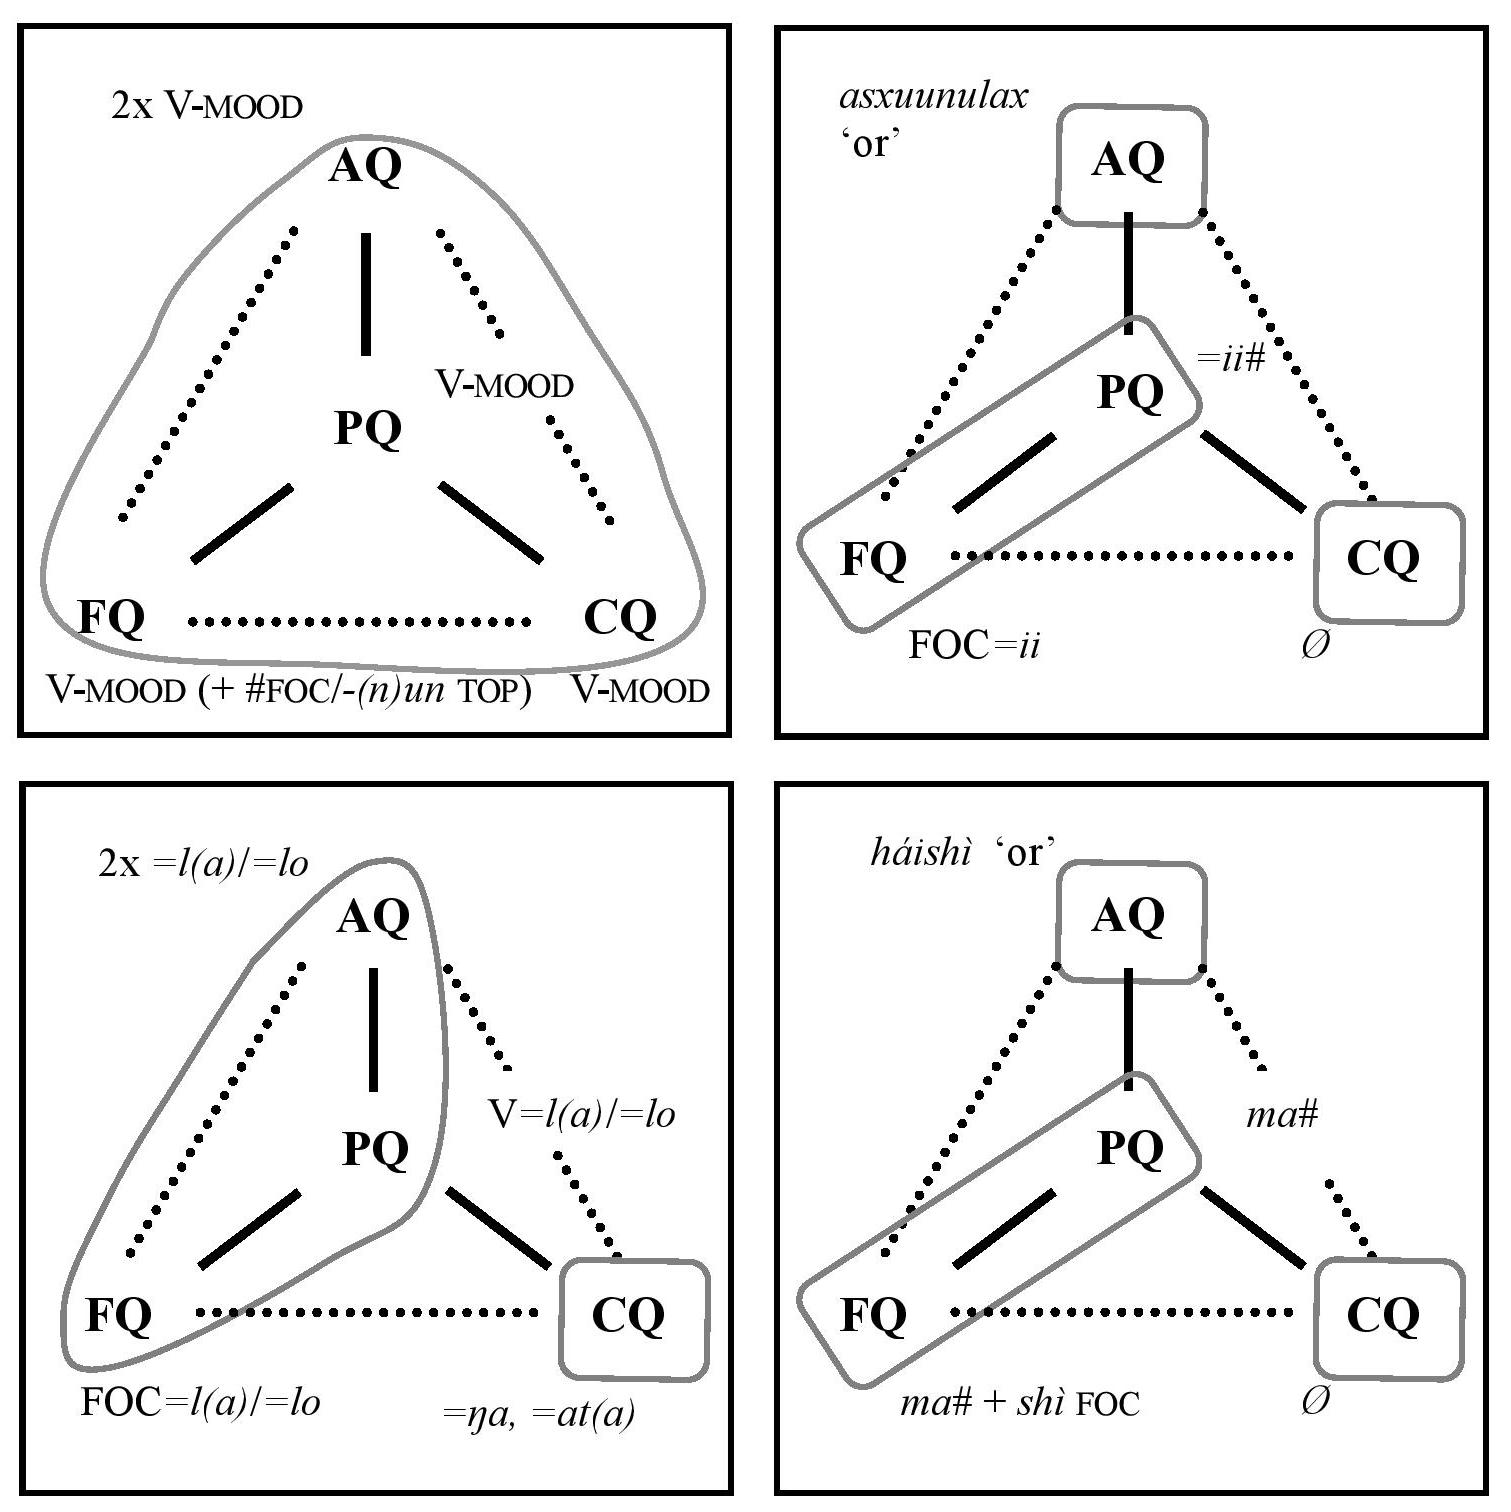 2x V-MOOD
AQ
V-MOOD
PQ
FQ
CQ
V-MOOD (+ #FOC/-(n)un TOP)
V-MOOD
asxuunulax
‘or’
AQ
=ii#
PQ
FQ
CQ
FOC=ii
Ø
2x =l(a)/=lo
AQ
V=l(a)/=lo
PQ
FQ
CQ
FOC=l(a)/=lo
=ŋa, =at(a)
háishì ‘or’
AQ
ma#
PQ
FQ
CQ
ma# + shì FOC
Ø